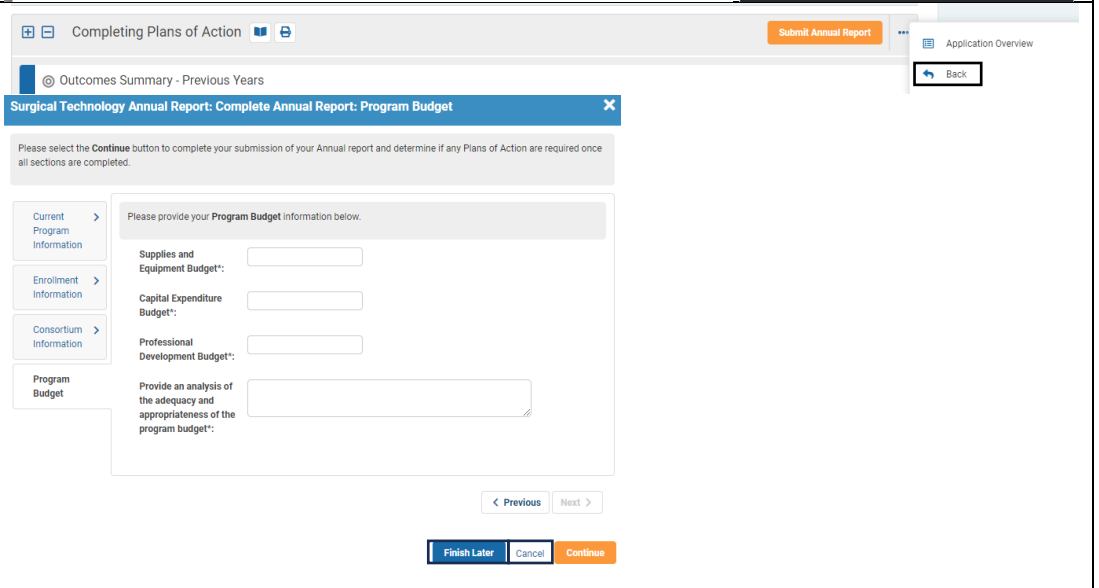 Completing Plans of Action
Submit Annual Report
Application Overview
Back
Outcomes Summary - Previous Years
Surgical Technology Annual Report: Complete Annual Report: Program Budget
Please select the Continue button to complete your submission of your Annual report and determine if any Plans of Action are required once
all sections are completed.
Current
Program
Information
Enrollment
Information
Consortium
Information
Program
Budget
Please provide your Program Budget information below.
Supplies and
Equipment Budget*:
Capital Expenditure
Budget*:
Professional
Development Budget*:
Provide an analysis of
the adequacy and
appropriateness of the
program budget*:
Previous
Next
Finish Later
Cancel
Continue